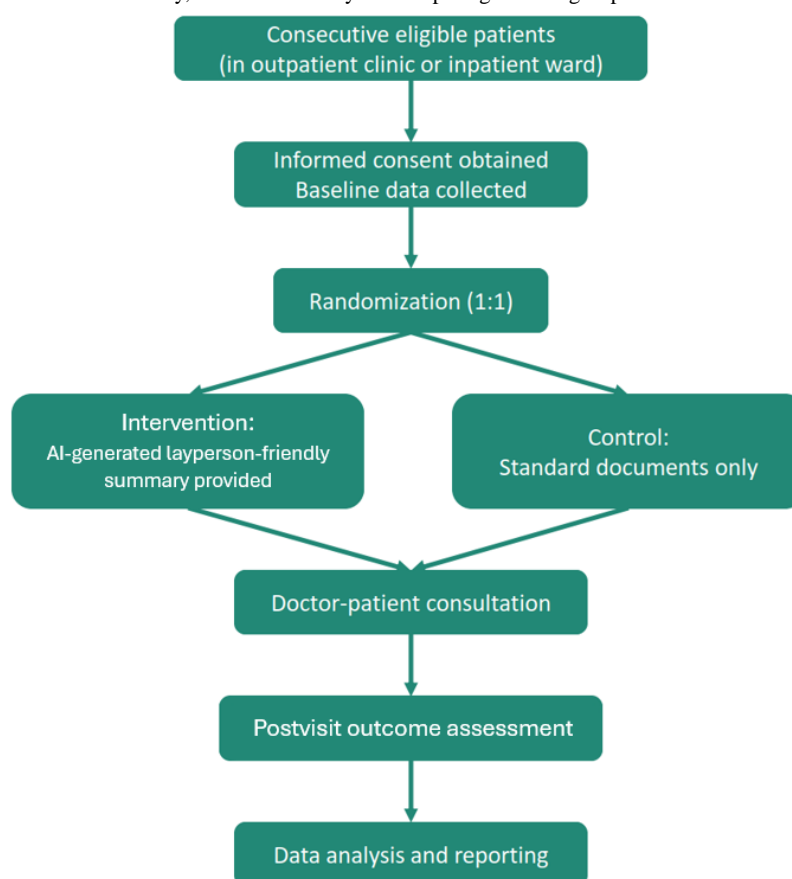 Consecutive eligible patients
(in outpatient clinic or inpatient ward)
Informed consent obtained
Baseline data collected
Randomization (1:1)
Intervention:
AI-generated layperson-friendly
summary provided
Control:
Standard documents only
Doctor-patient consultation
Postvisit outcome assessment
Data analysis and reporting